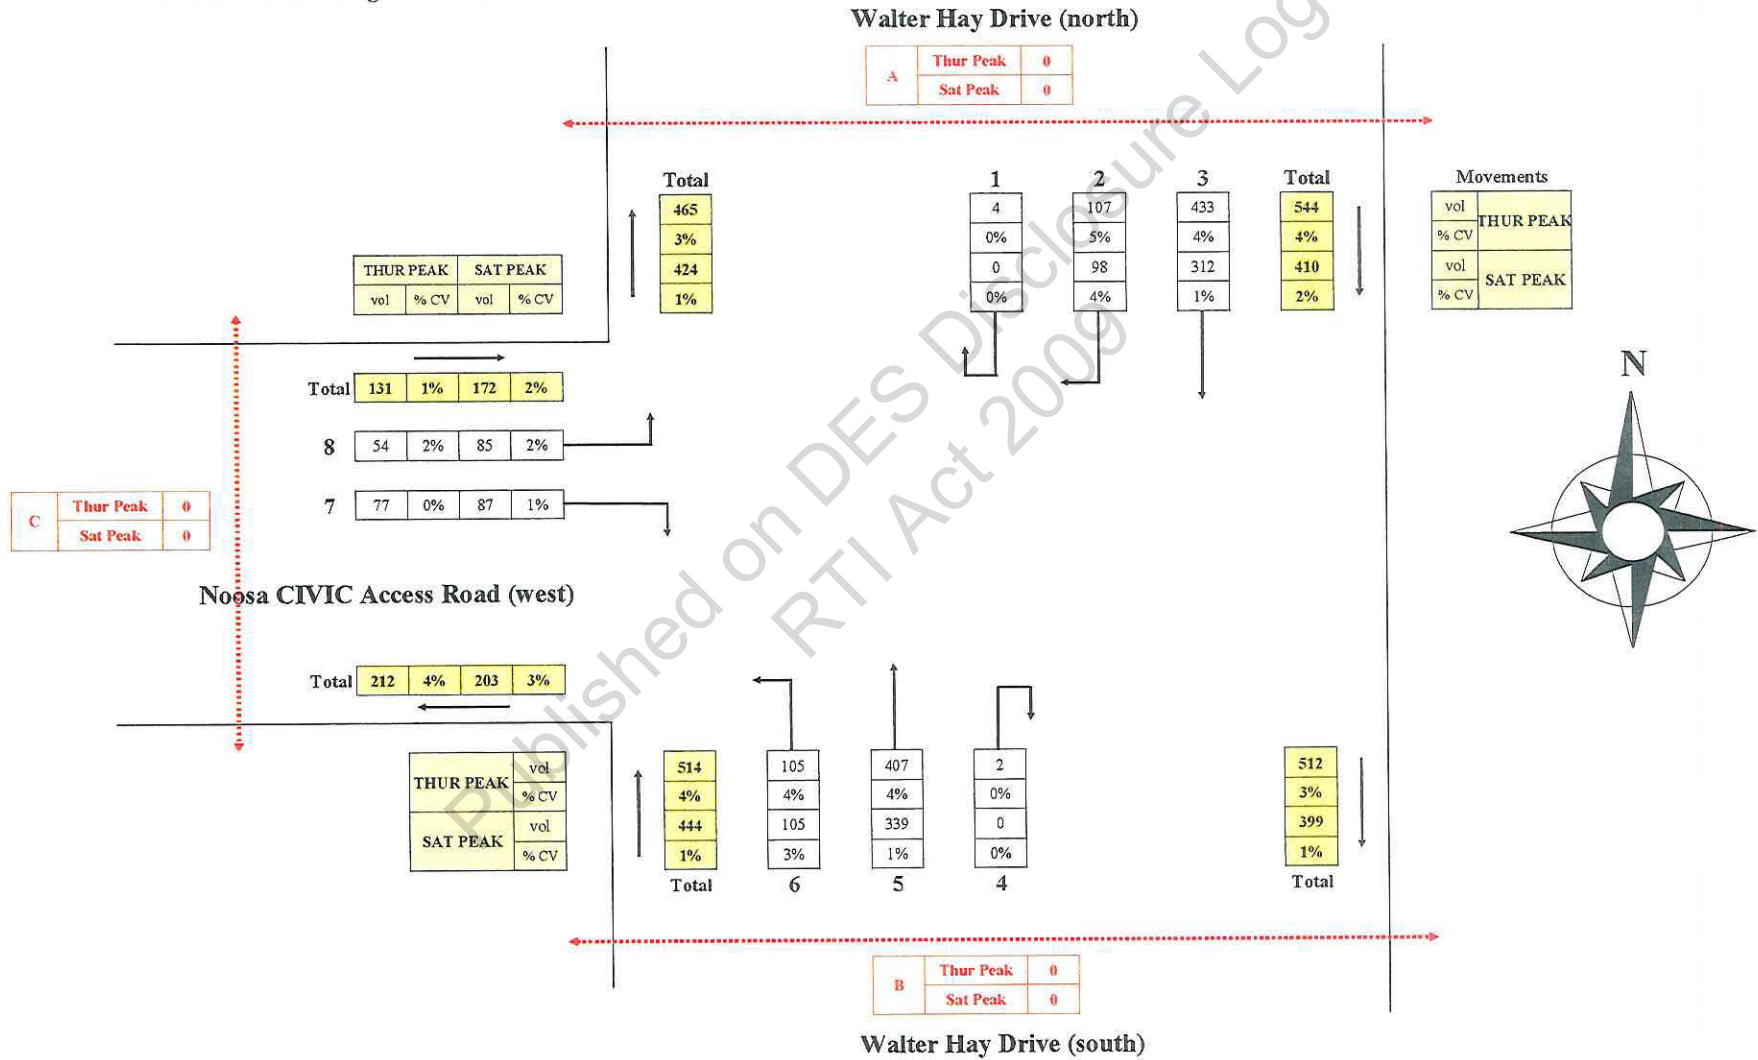 Walter Hay Drive (north)
A Thur Peak 0
Sat Peak 0
Total 1 2 3 Total Movements
465 4 107 433 544 vol THUR PEAK
3% 0% 5% 4% 4% % CV
424 0 98 312 410 vol SAT PEAK
1% 0% 4% 1% 2% % CV
THUR PEAK SAT PEAK
vol % CV vol % CV
N
Total 131 1% 172 2%
8 54 2% 85 2%
7 77 0% 87 1%
C Thur Peak 0
Sat Peak 0
Noosa CIVIC Access Road (west)
Total 212 4% 203 3%
THUR PEAK vol 514 105 407 2 512
% CV 4% 4% 4% 0% 3%
SAT PEAK vol 444 105 339 0 399
% CV 1% 3% 1% 0% 1%
Total 6 5 4 Total
B Thur Peak 0
Sat Peak 0
Walter Hay Drive (south)
Published on DES Disclosure Log
RTI Act 2009